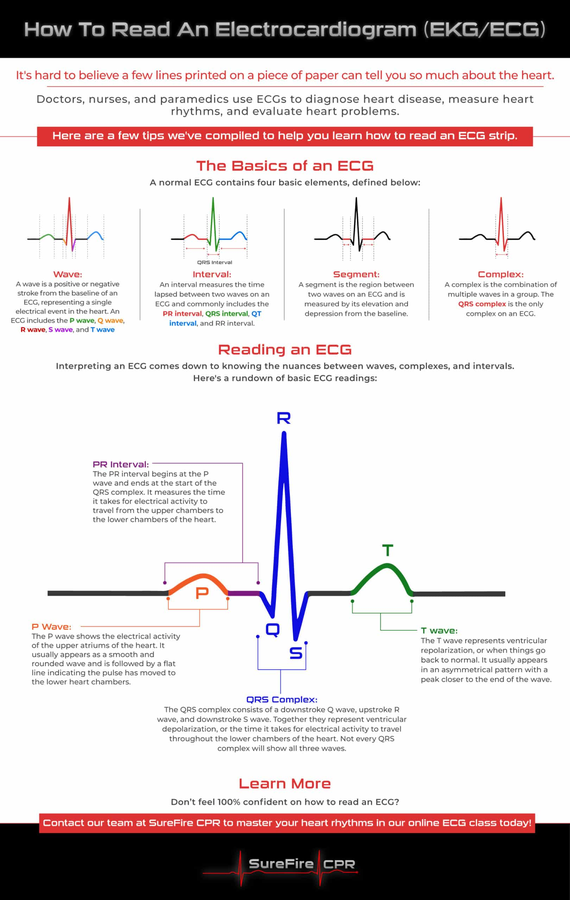 How To Read An Electrocardiogram (EKG/ECG)
It's hard to believe a few lines printed on a piece of paper can tell you so much about the heart.
Doctors, nurses, and paramedics use ECGs to diagnose heart disease, measure heart
rhythms, and evaluate heart problems.
Here are a few tips we've compiled to help you learn how to read an ECG strip.
The Basics of an ECG
A normal ECG contains four basic elements, defined below:
Wave:
A wave is a positive or negative
stroke from the baseline of an
ECG, representing a single
electrical event in the heart. An
ECG includes the P wave, Q wave,
R wave, S wave, and T wave
QRS Interval
Interval:
An interval measures the time
lapsed between two waves on an
ECG and commonly includes the
PR interval, QRS interval, QT
interval, and RR interval.
Segment:
A segment is the region between
two waves on an ECG and is
measured by its elevation and
depression from the baseline.
Complex:
A complex is the combination of
multiple waves in a group. The
QRS complex is the only
complex on an ECG.
Reading an ECG
Interpreting an ECG comes down to knowing the nuances between waves, complexes, and intervals.
Here's a rundown of basic ECG readings:
R
PR Interval:
The PR interval begins at the P
wave and ends at the start of the
QRS complex. It measures the time
it takes for electrical activity to
travel from the upper chambers to
the lower chambers of the heart.
T
P
Q
S
P Wave:
The P wave shows the electrical activity
of the upper atriums of the heart. It
usually appears as a smooth and
rounded wave and is followed by a flat
line indicating the pulse has moved to
the lower heart chambers.
T wave:
The T wave represents ventricular
repolarization, or when things go
back to normal. It usually appears
in an asymmetrical pattern with a
peak closer to the end of the wave.
QRS Complex:
The QRS complex consists of a downstroke Q wave, upstroke R
wave, and downstroke S wave. Together they represent ventricular
depolarization, or the time it takes for electrical activity to travel
throughout the lower chambers of the heart. Not every QRS
complex will show all three waves.
Learn More
Don't feel 100% confident on how to read an ECG?
Contact our team at SureFire CPR to master your heart rhythms in our online ECG class today!
SureFire CPR